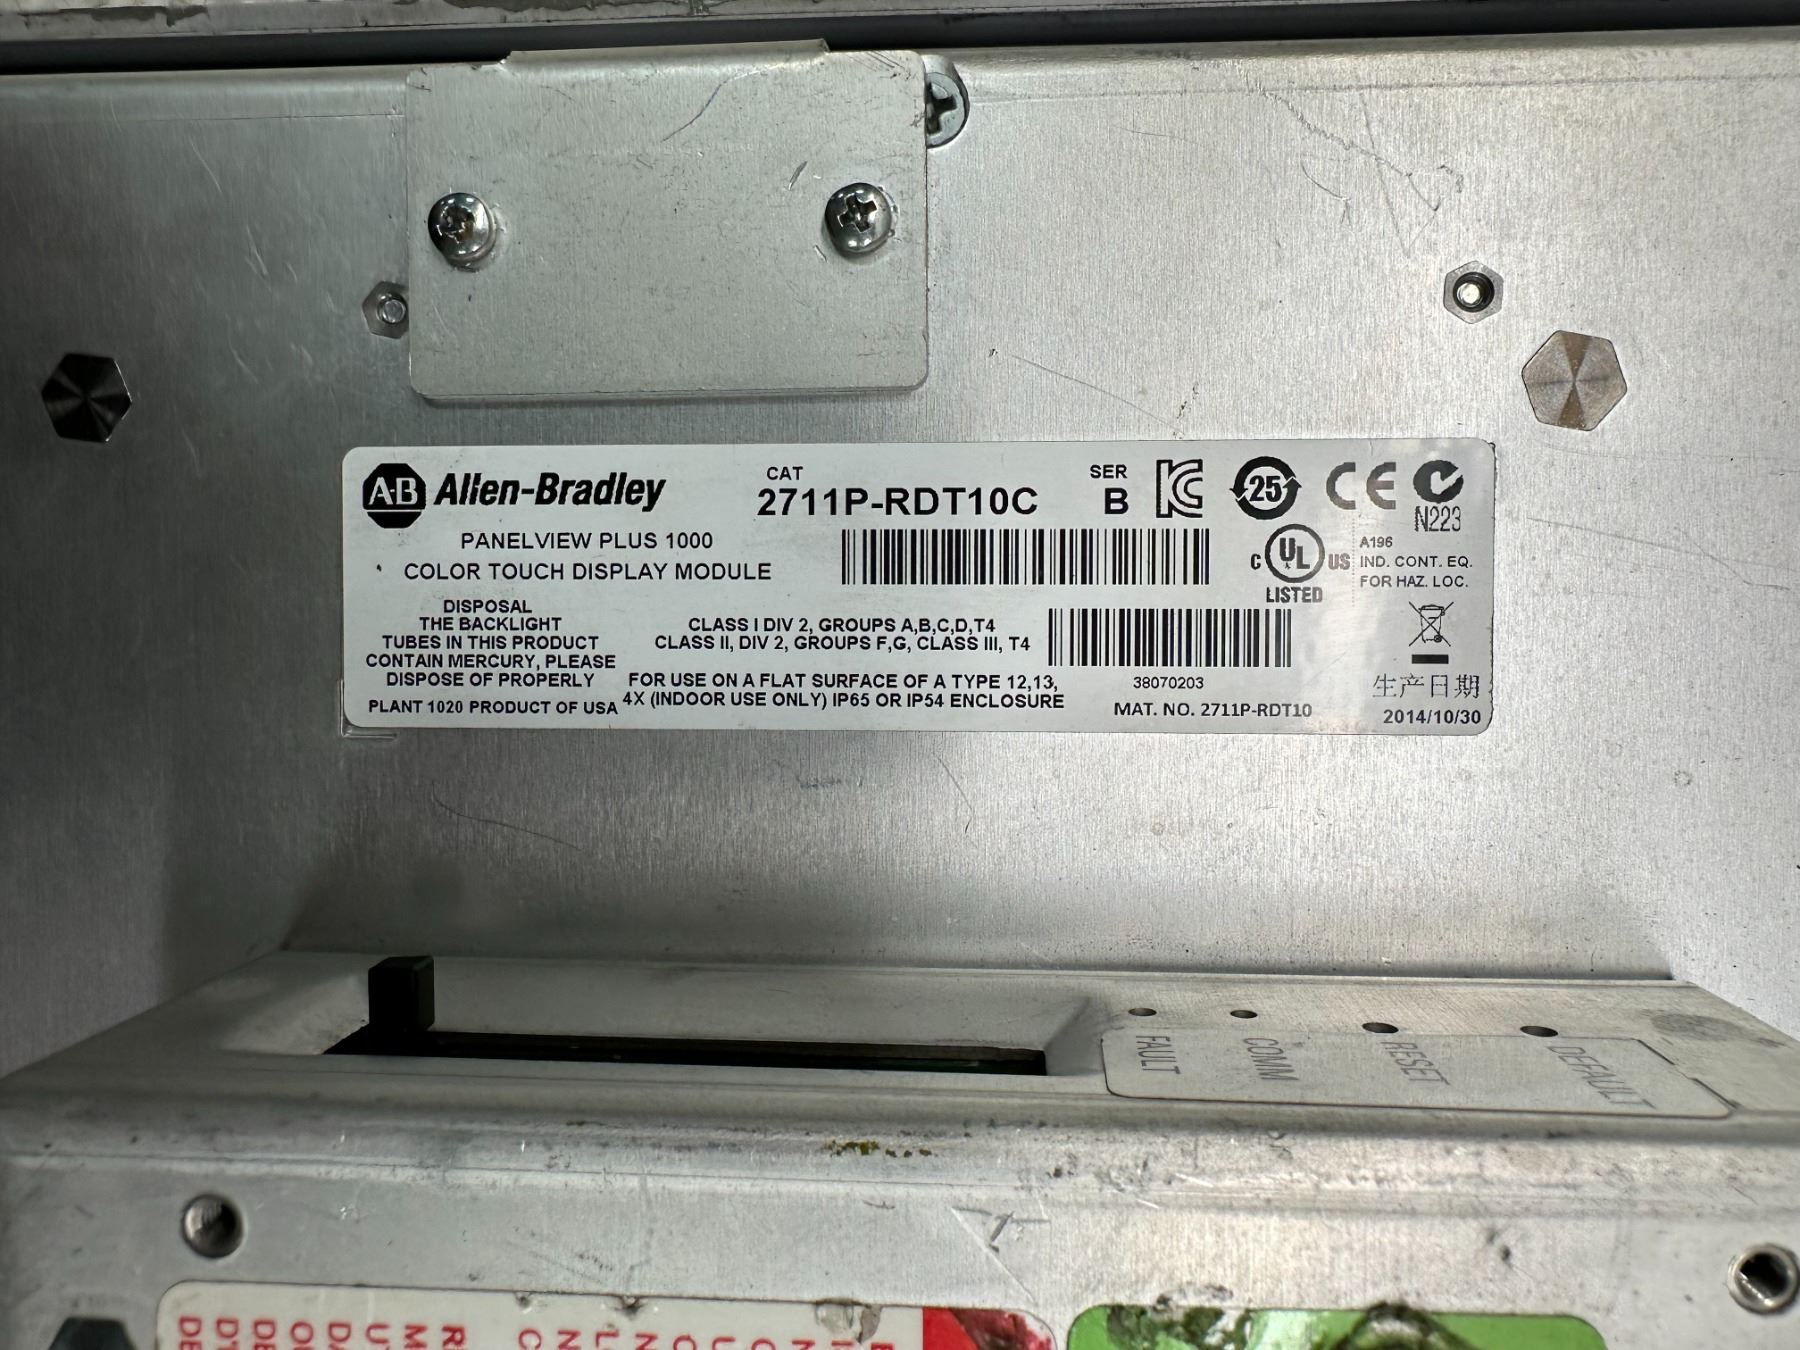 A·B Allen-Bradley
CAT
2711P-RDT10C
SER
B
25
CE
N223
PANELVIEW PLUS 1000
COLOR TOUCH DISPLAY MODULE
C UL US
LISTED
A196
IND. CONT. EQ.
FOR HAZ. LOC.
DISPOSAL
THE BACKLIGHT
TUBES IN THIS PRODUCT
CONTAIN MERCURY, PLEASE
DISPOSE OF PROPERLY
PLANT 1020 PRODUCT OF USA
CLASS I DIV 2, GROUPS A,B,C,D,T4
CLASS II, DIV 2, GROUPS F,G, CLASS III, T4
FOR USE ON A FLAT SURFACE OF A TYPE 12,13,
4X (INDOOR USE ONLY) IP65 OR IP54 ENCLOSURE
38070203
MAT. NO. 2711P-RDT10
生产日期
2014/10/30
FAULT
COMM
RESET
DEFAULT